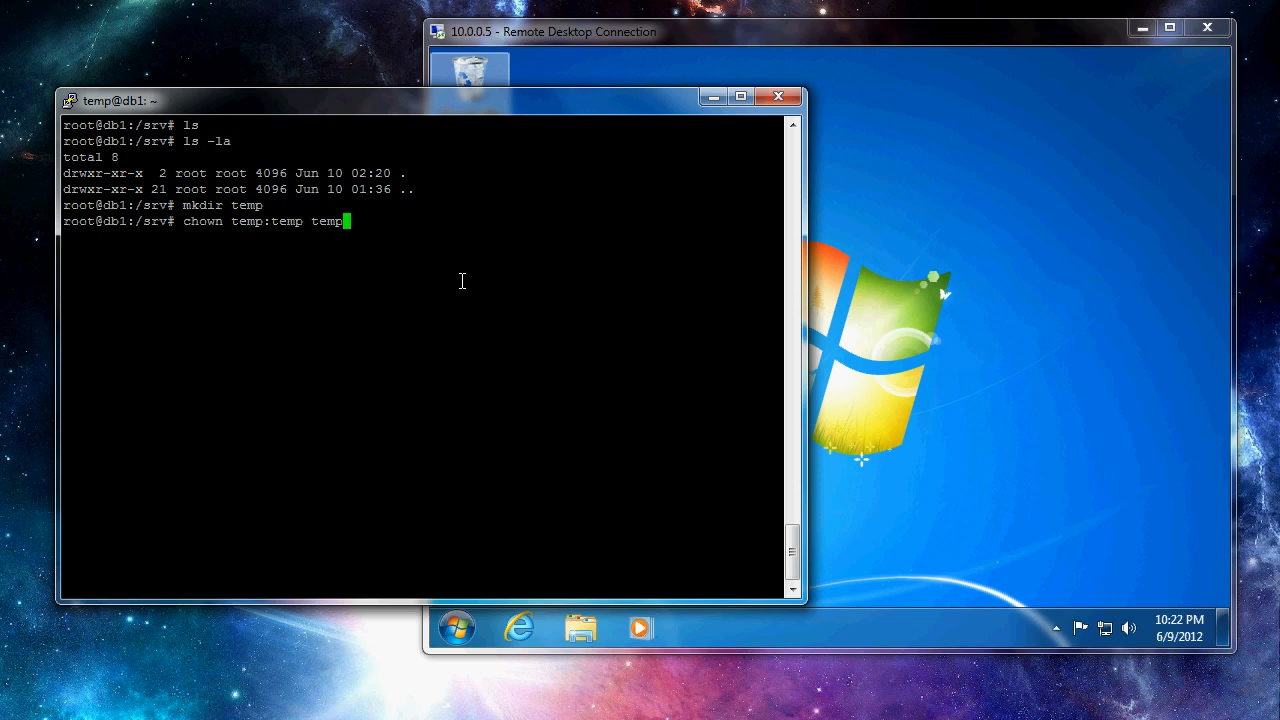 10.0.0.5 - Remote Desktop Connection
temp@db1: ~
root@db1:/srv# ls
root@db1:/srv# ls -la
total 8
drwxr-xr-x  2 root root 4096 Jun 10 02:20 .
drwxr-xr-x 21 root root 4096 Jun 10 01:36 ..
root@db1:/srv# mkdir temp
root@db1:/srv# chown temp:temp temp
10:22 PM
6/9/2012